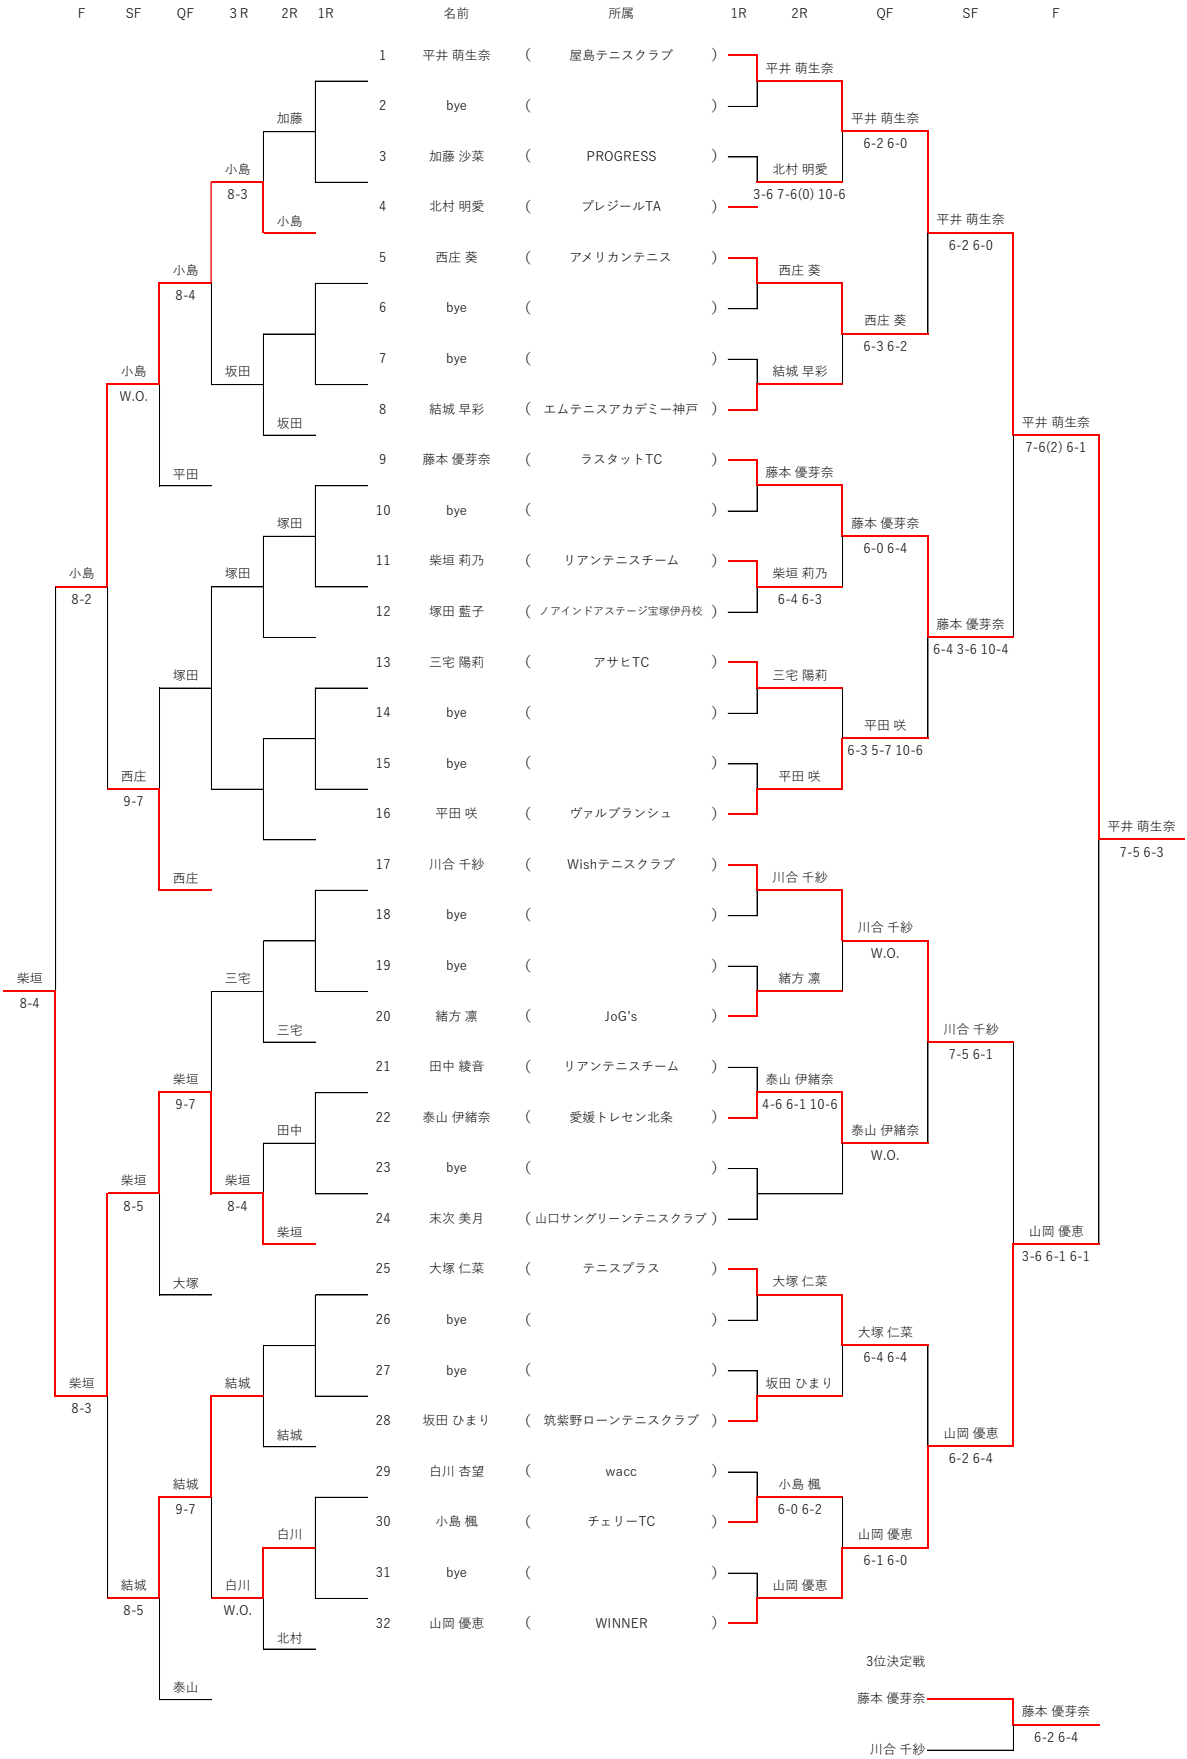 F SF QF 3R 2R 1R 名前 所属 1R 2R QF SF F
1 平井 萌生奈 ( 屋島テニスクラブ )
平井 萌生奈
2 bye ( )
加藤 平井 萌生奈
6-2 6-0
3 加藤 沙菜 ( PROGRESS )
小島 北村 明愛
8-3 3-6 7-6(0) 10-6
4 北村 明愛 ( プレジールTA )
小島 平井 萌生奈
6-2 6-0
5 西庄 葵 ( アメリカンテニス )
小島 西庄 葵
8-4
6 bye ( )
西庄 葵
6-3 6-2
7 bye ( )
小島 坂田 結城 早彩
W.O.
8 結城 早彩 ( エムテニスアカデミー神戸 )
坂田 平井 萌生奈
7-6(2) 6-1
9 藤本 優芽奈 ( ラスタットTC )
平田 藤本 優芽奈
10 bye ( )
塚田 藤本 優芽奈
6-0 6-4
11 柴垣 莉乃 ( リアンテニスチーム )
小島 塚田 柴垣 莉乃
8-2 6-4 6-3
12 塚田 藍子 ( ノアインドアステージ宝塚伊丹校 )
藤本 優芽奈
6-4 3-6 10-4
13 三宅 陽莉 ( アサヒTC )
塚田 三宅 陽莉
14 bye ( )
平田 咲
6-3 5-7 10-6
15 bye ( )
西庄 平田 咲
9-7
16 平田 咲 ( ヴァルブランシュ )
平井 萌生奈
7-5 6-3
17 川合 千紗 ( Wishテニスクラブ )
西庄 川合 千紗
18 bye ( )
川合 千紗
W.O.
19 bye ( )
柴垣 三宅 緒方 凛
8-4
20 緒方 凛 ( JoG's )
三宅 川合 千紗
7-5 6-1
21 田中 綾音 ( リアンテニスチーム )
柴垣 泰山 伊緒奈
9-7 4-6 6-1 10-6
22 泰山 伊緒奈 ( 愛媛トレセン北条 )
田中 泰山 伊緒奈
W.O.
23 bye ( )
柴垣 柴垣
8-5 8-4
24 末次 美月 ( 山口サングリーンテニスクラブ )
柴垣 山岡 優恵
3-6 6-1 6-1
25 大塚 仁菜 ( テニスプラス )
大塚 大塚 仁菜
26 bye ( )
大塚 仁菜
6-4 6-4
27 bye ( )
柴垣 結城 坂田 ひまり
8-3
28 坂田 ひまり ( 筑紫野ローンテニスクラブ )
結城 山岡 優恵
6-2 6-4
29 白川 杏望 ( wacc )
結城 小島 楓
9-7 6-0 6-2
30 小島 楓 ( チェリーTC )
白川 山岡 優恵
6-1 6-0
31 bye ( )
結城 白川 山岡 優恵
8-5 W.O.
32 山岡 優恵 ( WINNER )
北村
3位決定戦
泰山 藤本 優芽奈
藤本 優芽奈
6-2 6-4
川合 千紗